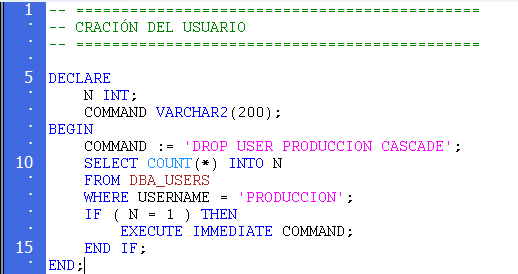 1 -- =============================================
-- CRACIÓN DEL USUARIO
-- =============================================
5 DECLARE
N INT;
COMMAND VARCHAR2(200);
BEGIN
COMMAND := 'DROP USER PRODUCCION CASCADE';
10 SELECT COUNT(*) INTO N
FROM DBA_USERS
WHERE USERNAME = 'PRODUCCION';
IF ( N = 1 ) THEN
EXECUTE IMMEDIATE COMMAND;
15 END IF;
END;